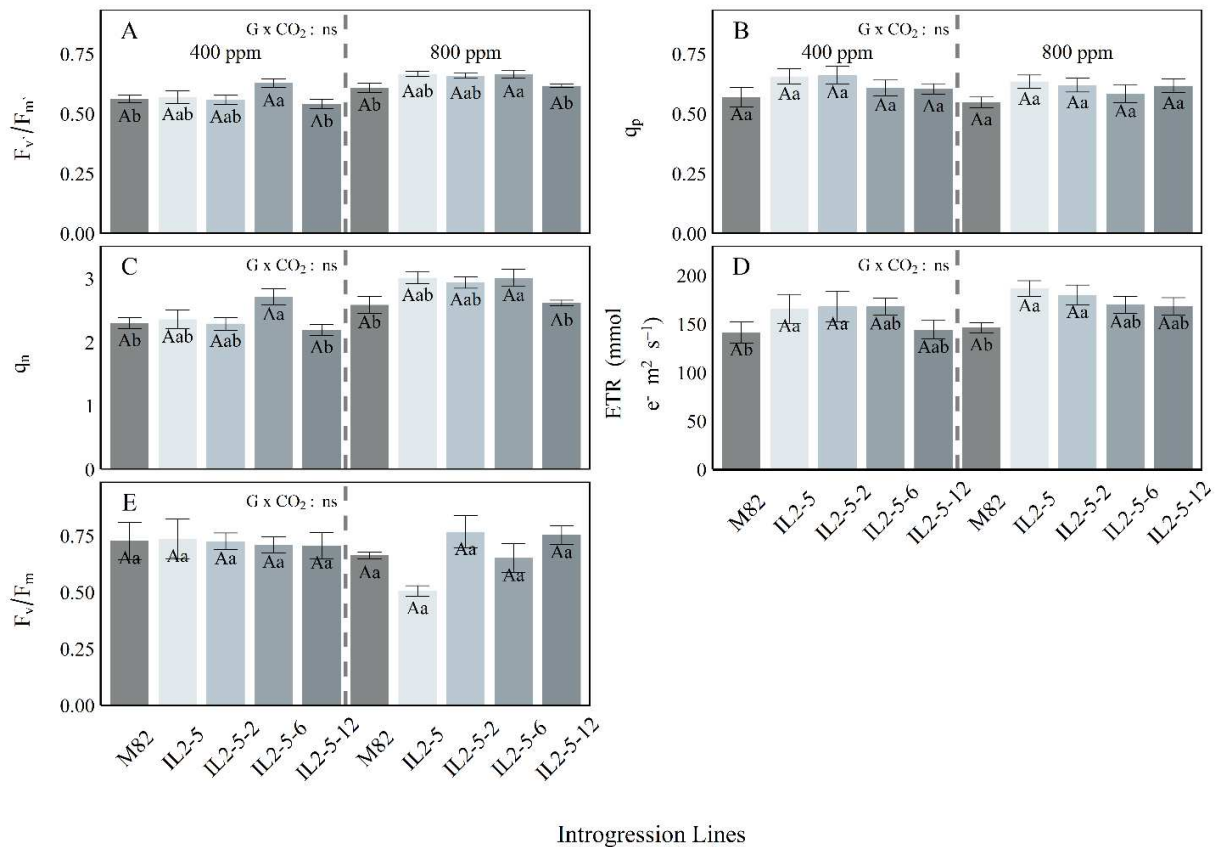 A
G x CO₂ : ns
400 ppm
800 ppm
0.75
0.50
0.25
0.00
Fᵥ'/Fₘ`
Ab
Aab
Aab
Aa
Ab
Ab
Aab
Aab
Aa
Ab
B
G x CO₂ : ns
400 ppm
800 ppm
0.75
0.50
0.25
0.00
qₚ
Aa
Aa
Aa
Aa
Aa
Aa
Aa
Aa
Aa
Aa
C
G x CO₂ : ns
3
2
1
0
qₙ
Ab
Aab
Aab
Aa
Ab
Ab
Aab
Aab
Aa
Ab
D
G x CO₂ : ns
200
150
100
50
0
ETR (mmol
e⁻ m² s⁻¹)
Ab
Aa
Aa
Aab
Aab
Ab
Aa
Aa
Aab
Aab
M82
IL2-5
IL2-5-2
IL2-5-6
IL2-5-12
M82
IL2-5
IL2-5-2
IL2-5-6
IL2-5-12
E
G x CO₂ : ns
0.75
0.50
0.25
0.00
Fᵥ/Fₘ
Aa
Aa
Aa
Aa
Aa
Aa
Aa
Aa
Aa
Aa
M82
IL2-5
IL2-5-2
IL2-5-6
IL2-5-12
M82
IL2-5
IL2-5-2
IL2-5-6
IL2-5-12
Introgression Lines